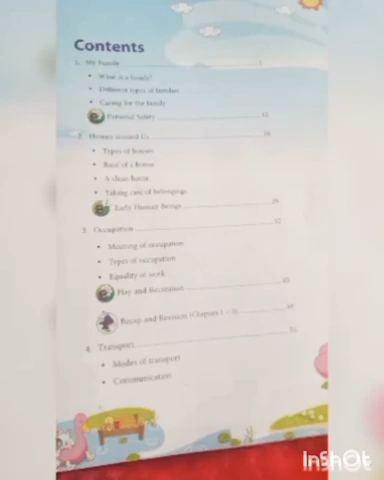 Contents
1. My Family
• What is a family?
• Different types of families
• Caring for the family
Personal Safety
2. Houses around Us
• Types of houses
• Roof of a house
• A clean house
• Taking care of belongings
Early Human Beings
3. Occupation
• Meaning of occupation
• Types of occupation
• Equality of work
Play and Recreation
Recap and Revision (Chapters 1 – 3)
4. Transport
• Modes of transport
• Communication
InShOt